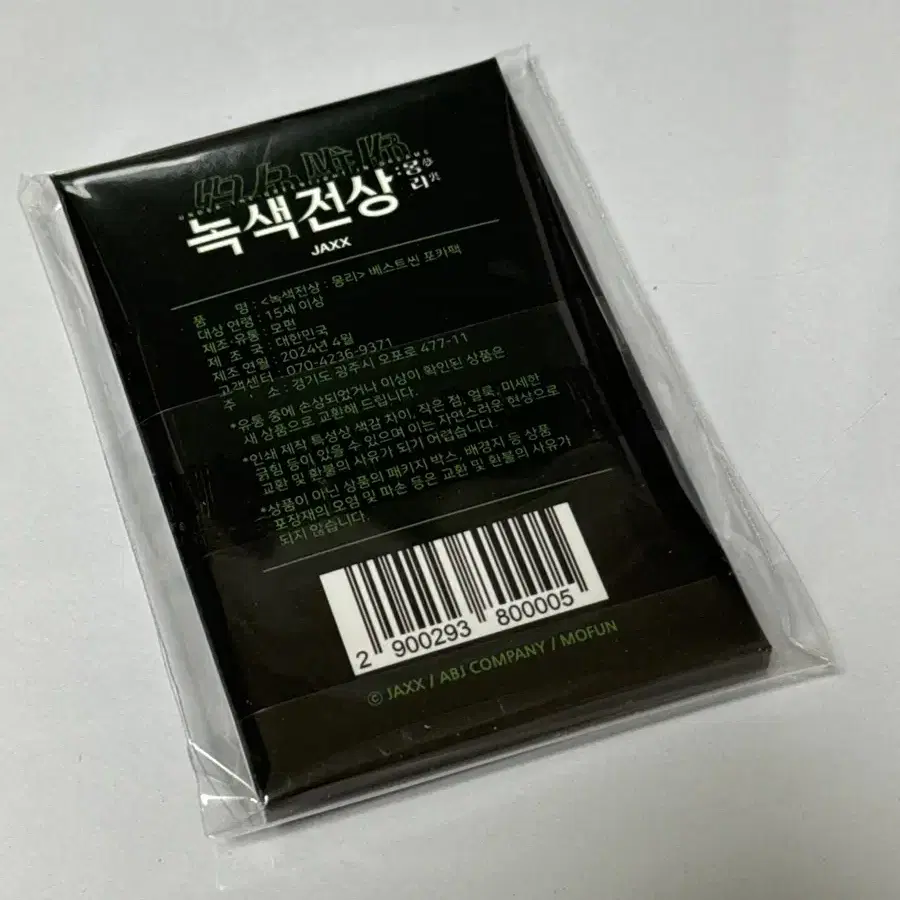 녹색전상
:몽리
夢
JAXX
품 명 : <녹색전상 : 몽리> 베스트씬 포카팩
대상 연령 : 15세 이상
제조·유통 : 모펀
제 조 국 : 대한민국
제조 연월 : 2024년 4월
고객센터 : 070-4236-9371
주 소 : 경기도 광주시 오포로 477-11
*유통 중에 손상되었거나 이상이 확인된 상품은
새 상품으로 교환해 드립니다.
*인쇄 제작 특성상 색감 차이, 작은 점, 얼룩, 미세한
긁힘 등이 있을 수 있으며 이는 자연스러운 현상으로
교환 및 환불의 사유가 되기 어렵습니다.
*상품이 아닌 상품의 패키지 박스, 배경지 등 상품
포장재의 오염 및 파손 등은 교환 및 환불의 사유가
되지 않습니다.
2 900293 800005
© JAXX / ABJ COMPANY / MOFUN